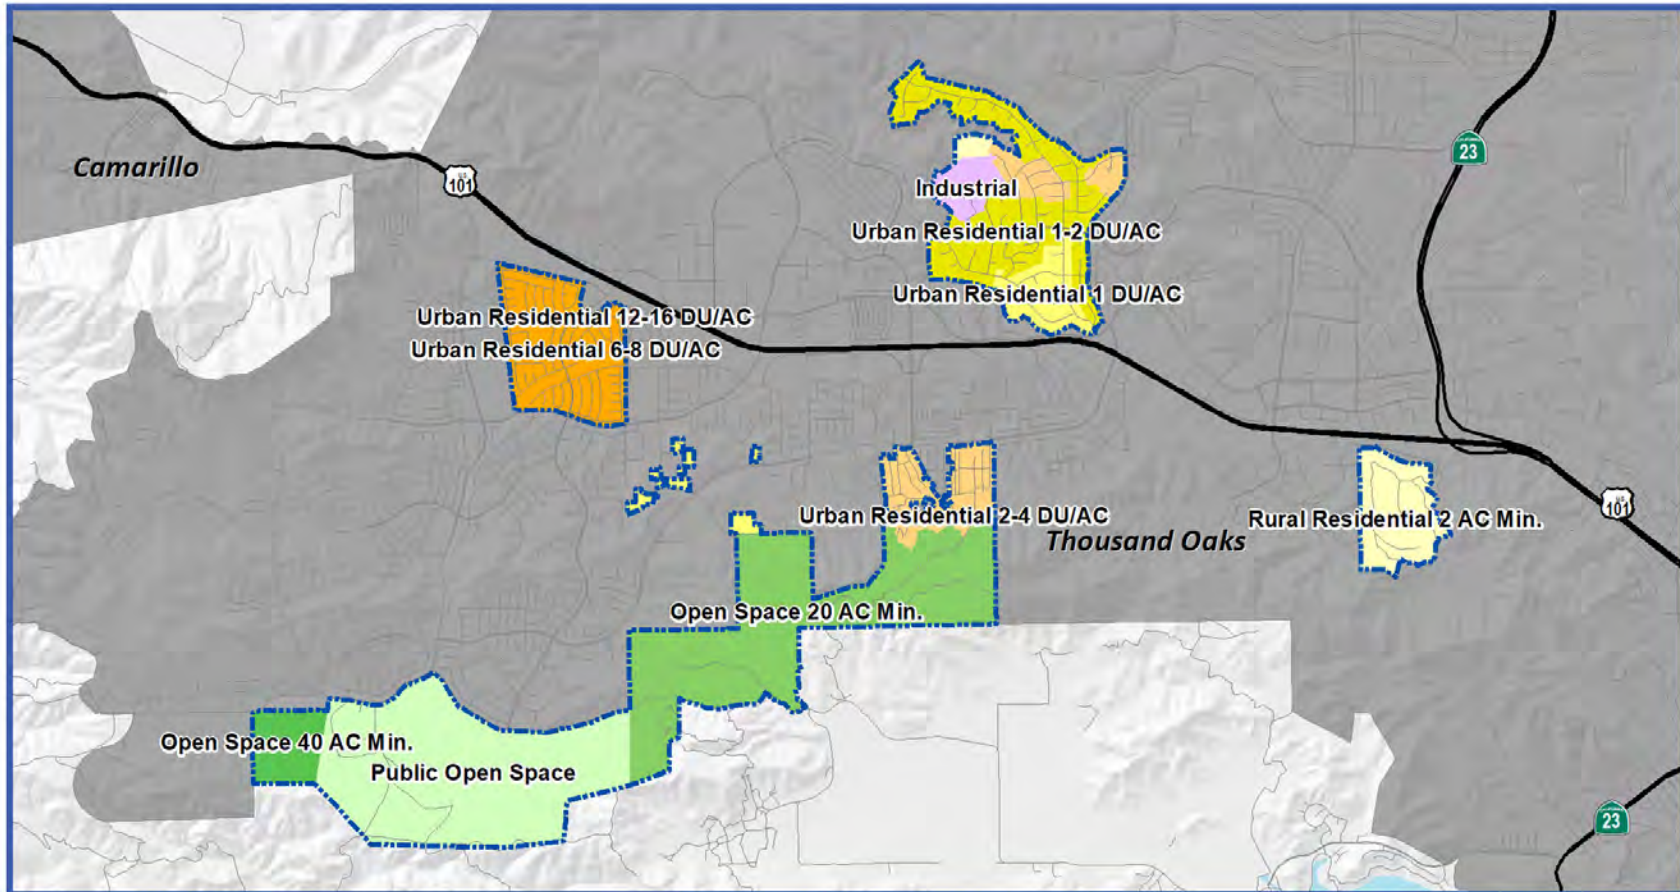 23
Camarillo
US
101
Industrial
Urban Residential 1-2 DU/AC
Urban Residential 1 DU/AC
Urban Residential 12-16 DU/AC
Urban Residential 6-8 DU/AC
US
101
Urban Residential 2-4 DU/AC
Rural Residential 2 AC Min.
Thousand Oaks
Open Space 20 AC Min.
Open Space 40 AC Min.
Public Open Space
23